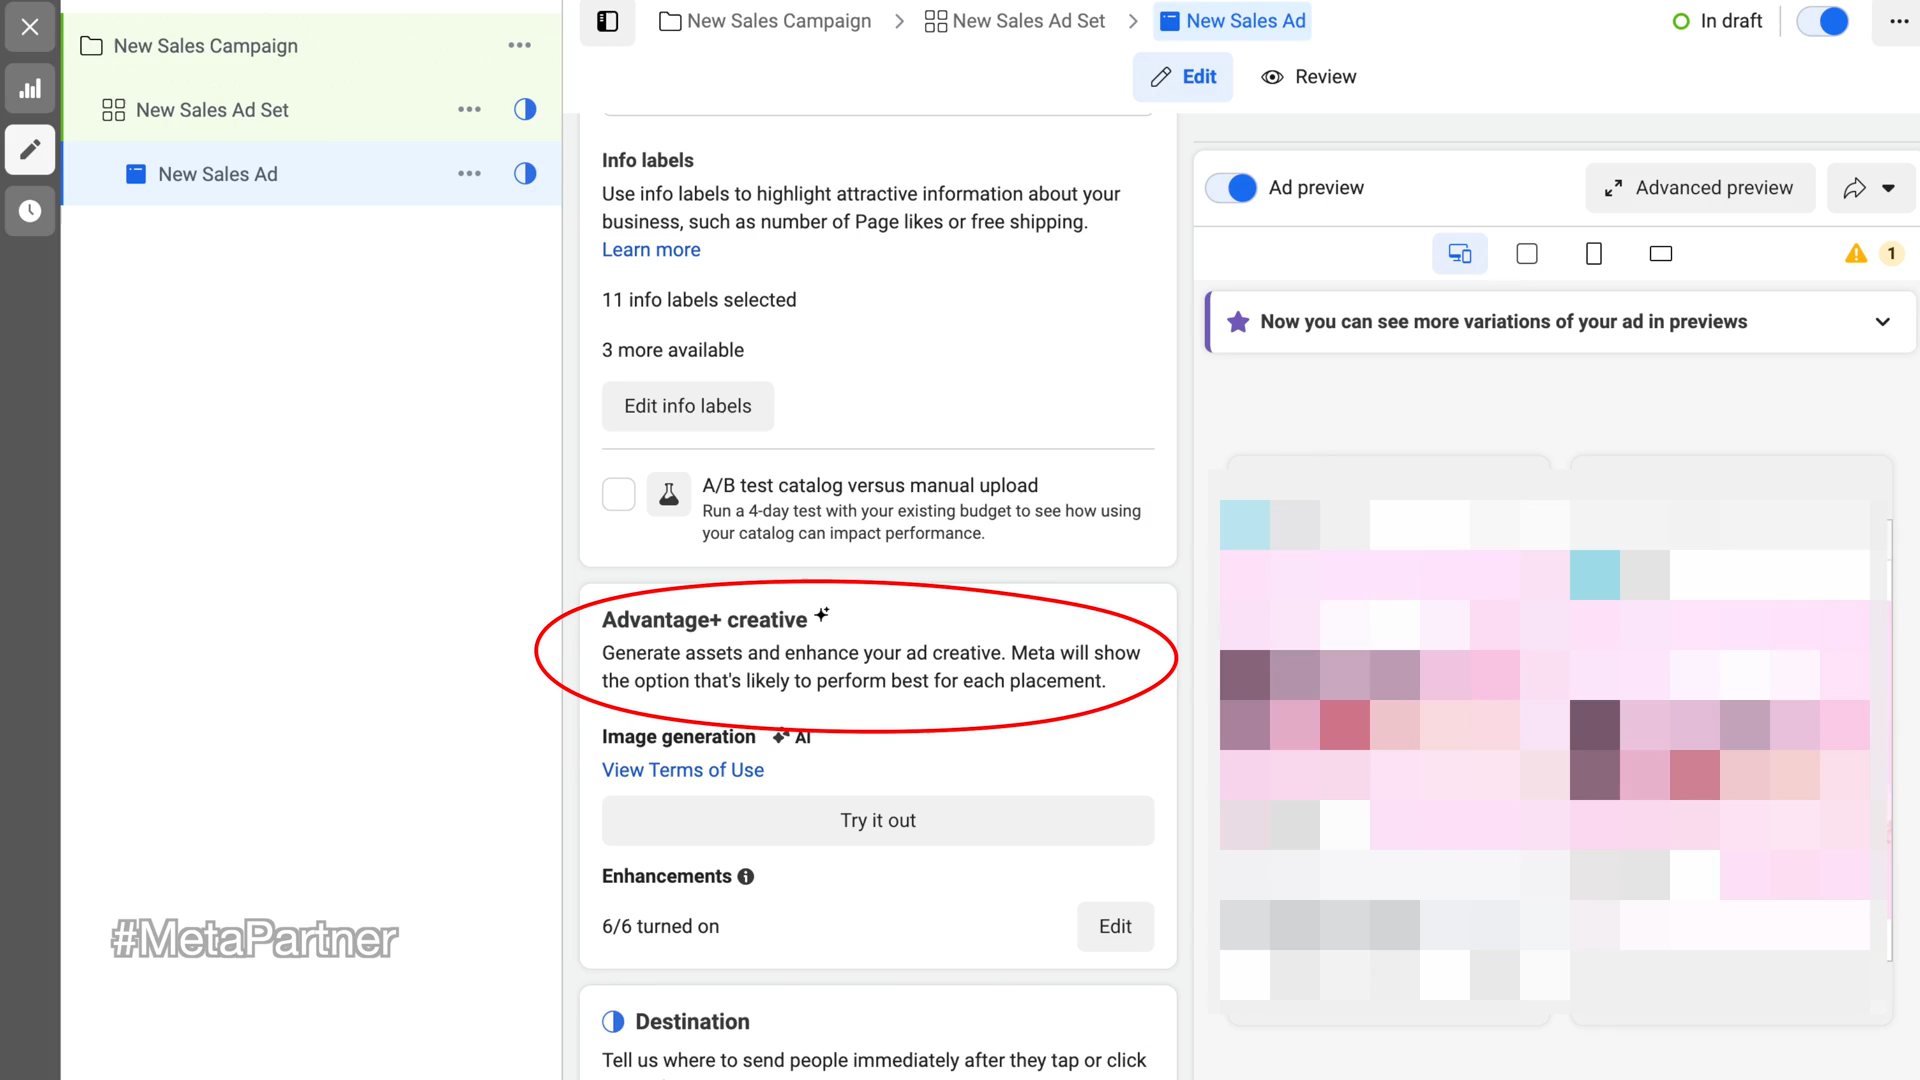 New Sales Campaign
New Sales Ad Set
New Sales Ad
New Sales Campaign
New Sales Ad Set
New Sales Ad
In draft
Edit
Review
Info labels
Use info labels to highlight attractive information about your
business, such as number of Page likes or free shipping.
Learn more
11 info labels selected
3 more available
Edit info labels
A/B test catalog versus manual upload
Run a 4-day test with your existing budget to see how using
your catalog can impact performance.
Advantage+ creative
Generate assets and enhance your ad creative. Meta will show
the option that's likely to perform best for each placement.
Image generation AI
View Terms of Use
Try it out
Enhancements
6/6 turned on
Edit
Destination
Tell us where to send people immediately after they tap or click
Ad preview
Advanced preview
1
Now you can see more variations of your ad in previews
#MetaPartner